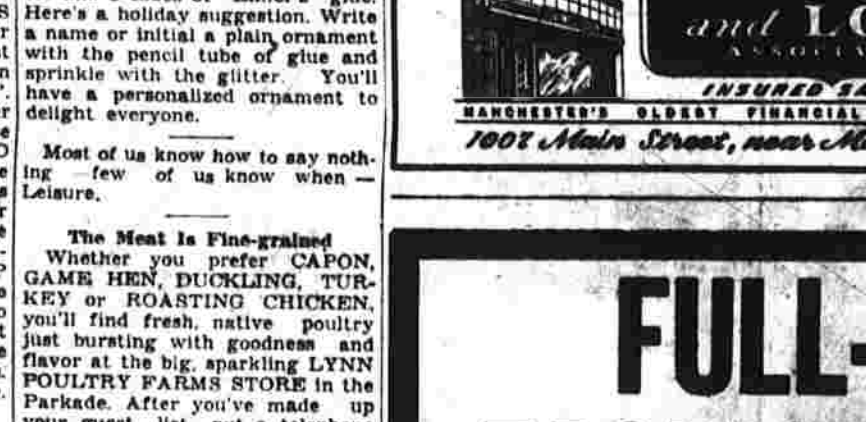 Here's a holiday suggestion. Write
a name or initial a plain ornament
with the pencil tube of glue and
sprinkle with the glitter. You'll
have a personalized ornament to
delight everyone.
Most of us know how to say noth-
ing few of us know when —
Leisure.
The Meat Is Fine-grained
Whether you prefer CAPON,
GAME HEN, DUCKLING, TUR-
KEY or ROASTING CHICKEN,
you'll find fresh, native poultry
just bursting with goodness and
flavor at the big, sparkling LYNN
POULTRY FARMS STORE in the
Parkade. After you've made up
and LO
INSURED SA
MANCHESTER'S OLDEST FINANCIAL
1007 Main Street, near Ma
FULL-